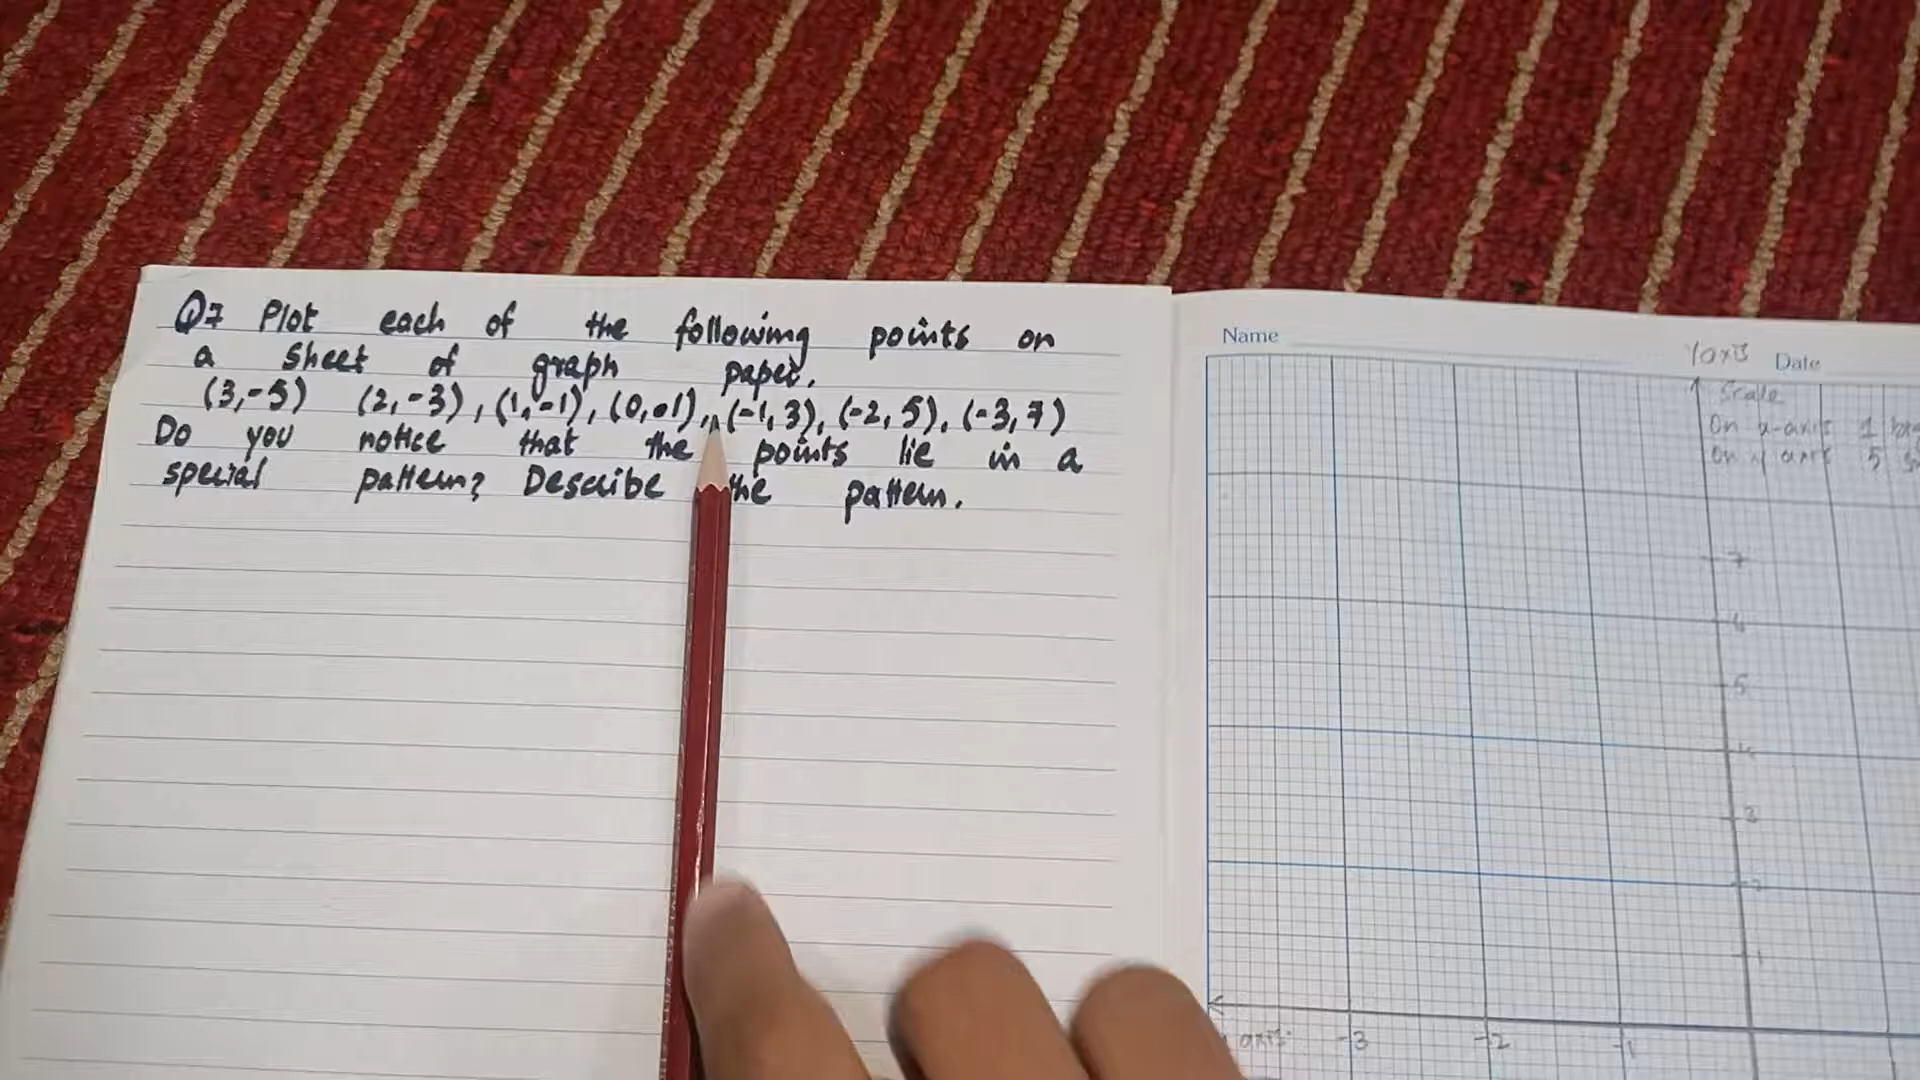 Q7 Plot each of the following points on
a sheet of graph paper.
(3,-5) (2,-3), (1,-1), (0, 1), (-1,3), (-2,5), (-3,7)
Do you notice that the points lie in a
special pattern? Describe the pattern.
Name
Date
Y axis
Scale
On x-axis 1
On y axis 5
7
6
5
4
3
2
1
axis
-3
-2
-1